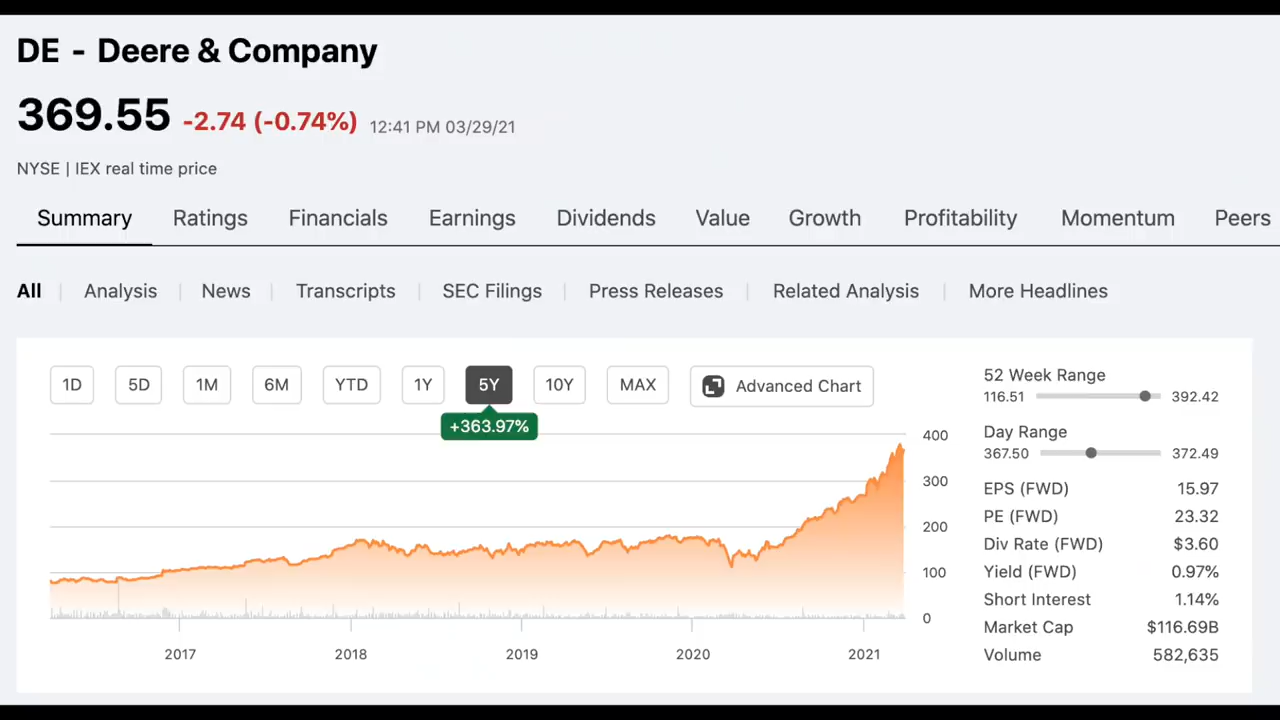 DE - Deere & Company
369.55 -2.74 (-0.74%) 12:41 PM 03/29/21
NYSE | IEX real time price
Summary Ratings Financials Earnings Dividends Value Growth Profitability Momentum Peers
All | Analysis | News | Transcripts | SEC Filings | Press Releases | Related Analysis | More Headlines
1D 5D 1M 6M YTD 1Y 5Y 10Y MAX Advanced Chart
+363.97%
400
300
200
100
0
2017 2018 2019 2020 2021
52 Week Range
116.51 392.42
Day Range
367.50 372.49
EPS (FWD) 15.97
PE (FWD) 23.32
Div Rate (FWD) $3.60
Yield (FWD) 0.97%
Short Interest 1.14%
Market Cap $116.69B
Volume 582,635